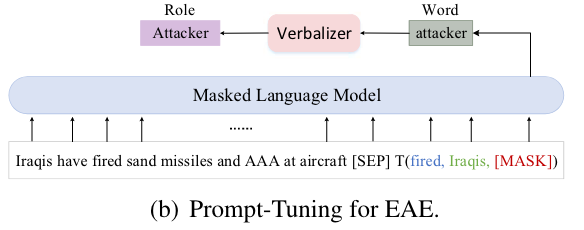 Role Word
Attacker Verbalizer attacker
Masked Language Model
......
Iraqis have fired sand missiles and AAA at aircraft [SEP] T(fired, Iraqis, [MASK])
(b) Prompt-Tuning for EAE.